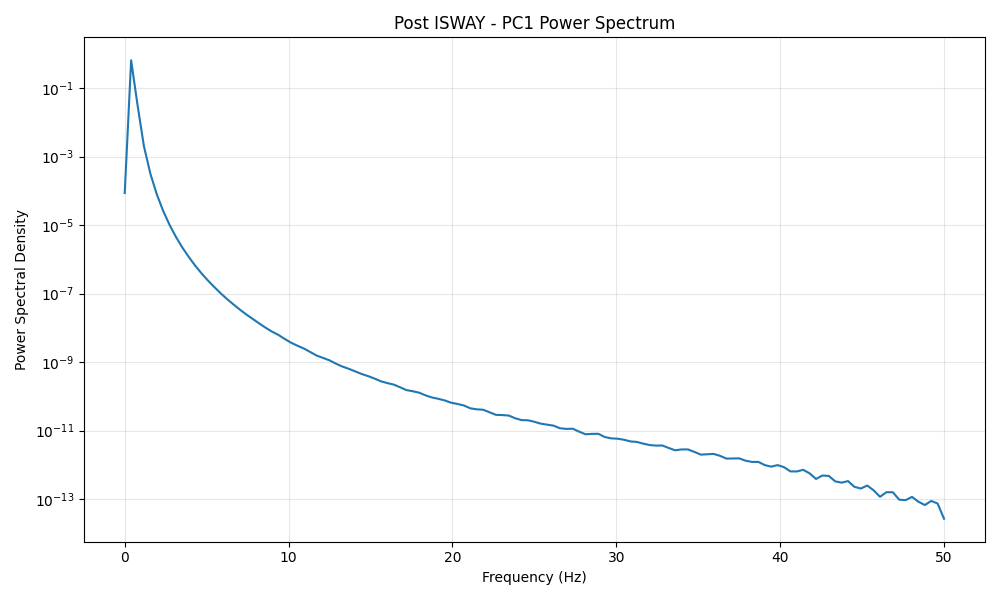 Post ISWAY - PC1 Power Spectrum
Power Spectral Density
10⁻¹
10⁻³
10⁻⁵
10⁻⁷
10⁻⁹
10⁻¹¹
10⁻¹³
0 10 20 30 40 50
Frequency (Hz)